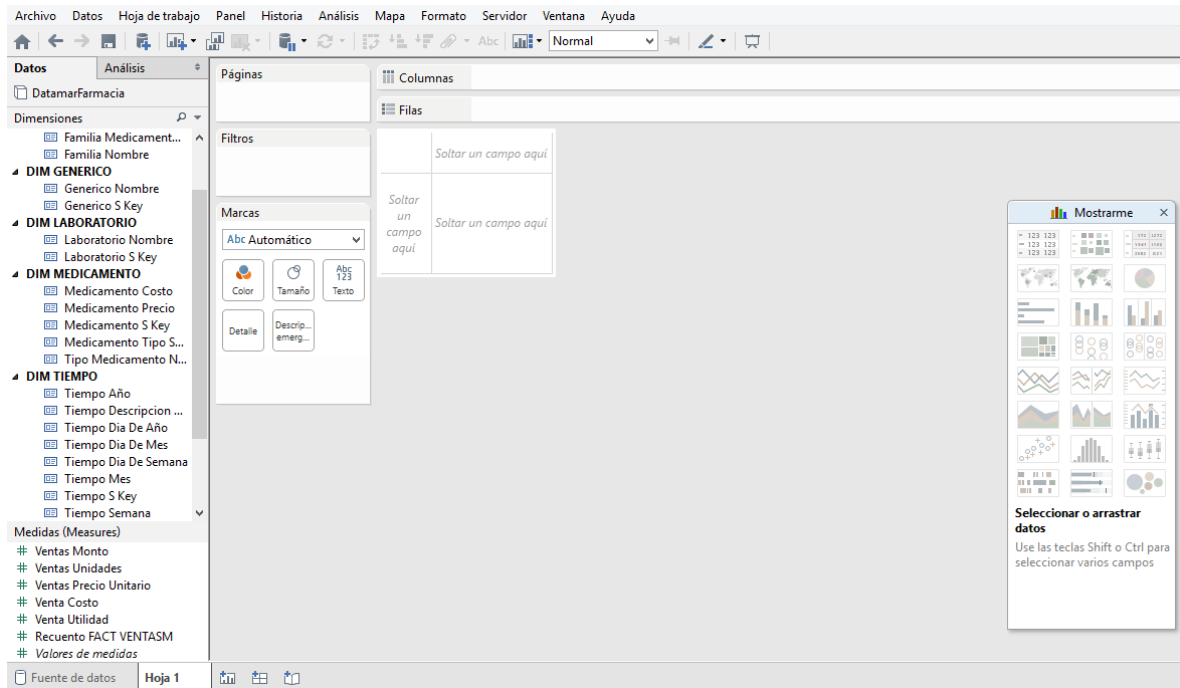 Archivo Datos Hoja de trabajo Panel Historia Análisis Mapa Formato Servidor Ventana Ayuda
Abc Normal
Datos Análisis
DatamarFarmacia
Dimensiones
Familia Medicament...
Familia Nombre
DIM GENERICO
Generico Nombre
Generico S Key
DIM LABORATORIO
Laboratorio Nombre
Laboratorio S Key
DIM MEDICAMENTO
Medicamento Costo
Medicamento Precio
Medicamento S Key
Medicamento Tipo S...
Tipo Medicamento N...
DIM TIEMPO
Tiempo Año
Tiempo Descripcion ...
Tiempo Dia De Año
Tiempo Dia De Mes
Tiempo Dia De Semana
Tiempo Mes
Tiempo S Key
Tiempo Semana
Medidas (Measures)
# Ventas Monto
# Ventas Unidades
# Ventas Precio Unitario
# Venta Costo
# Venta Utilidad
# Recuento FACT VENTASM
# Valores de medidas
Páginas
Filtros
Marcas
Abc Automático
Color Tamaño Abc 123 Texto
Detalle Descrip... emerg...
Columnas
Filas
Soltar un campo aquí
Soltar
un
campo
aquí
Soltar un campo aquí
Mostrarme
123 123
123 123
123 123
Seleccionar o arrastrar
datos
Use las teclas Shift o Ctrl para
seleccionar varios campos
Fuente de datos Hoja 1